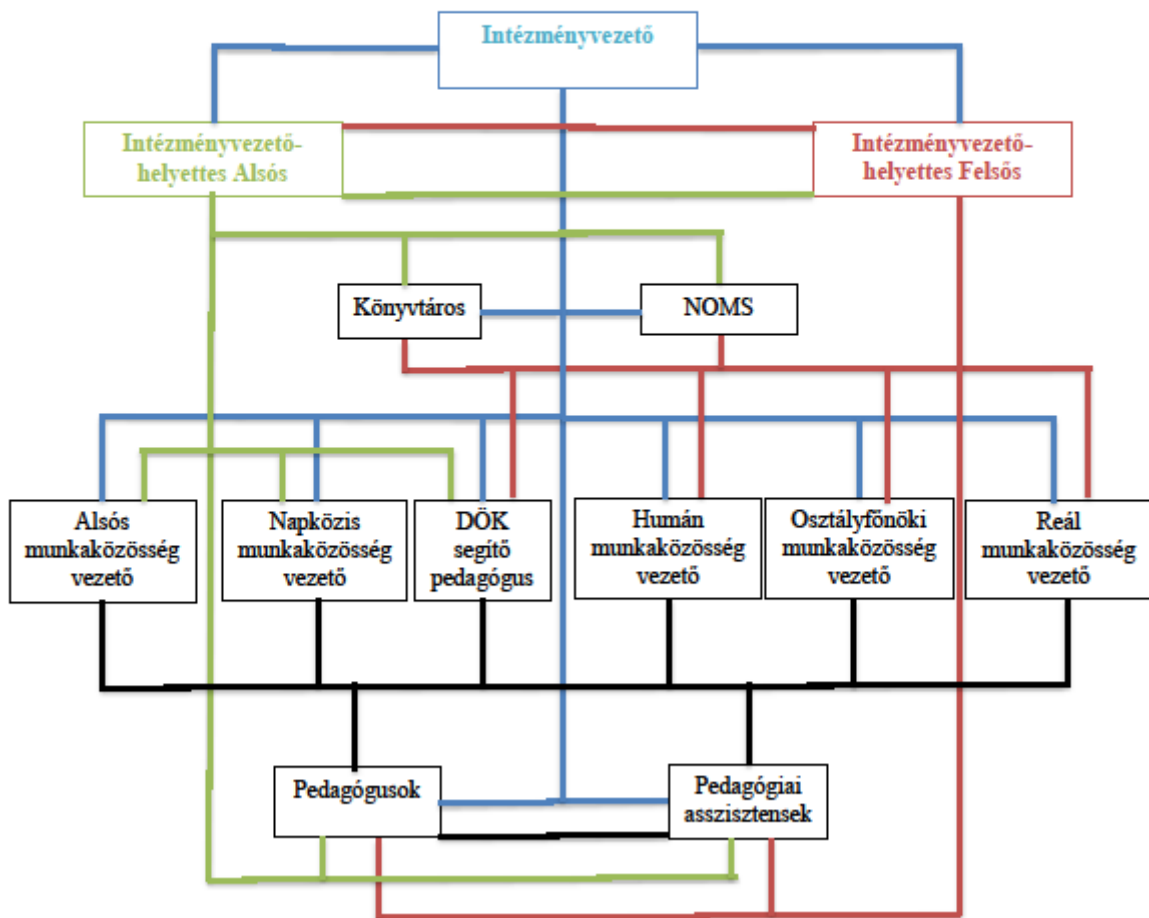 Intézményvezető
Intézményvezető-
helyettes Alsós
Intézményvezető-
helyettes Felsős
Könyvtáros
NOMS
Alsós
munkaközösség
vezető
Napközis
munkaközösség
vezető
DÖK
segítő
pedagógus
Humán
munkaközösség
vezető
Osztályfőnöki
munkaközösség
vezető
Reál
munkaközösség
vezető
Pedagógusok
Pedagógiai
asszisztensek